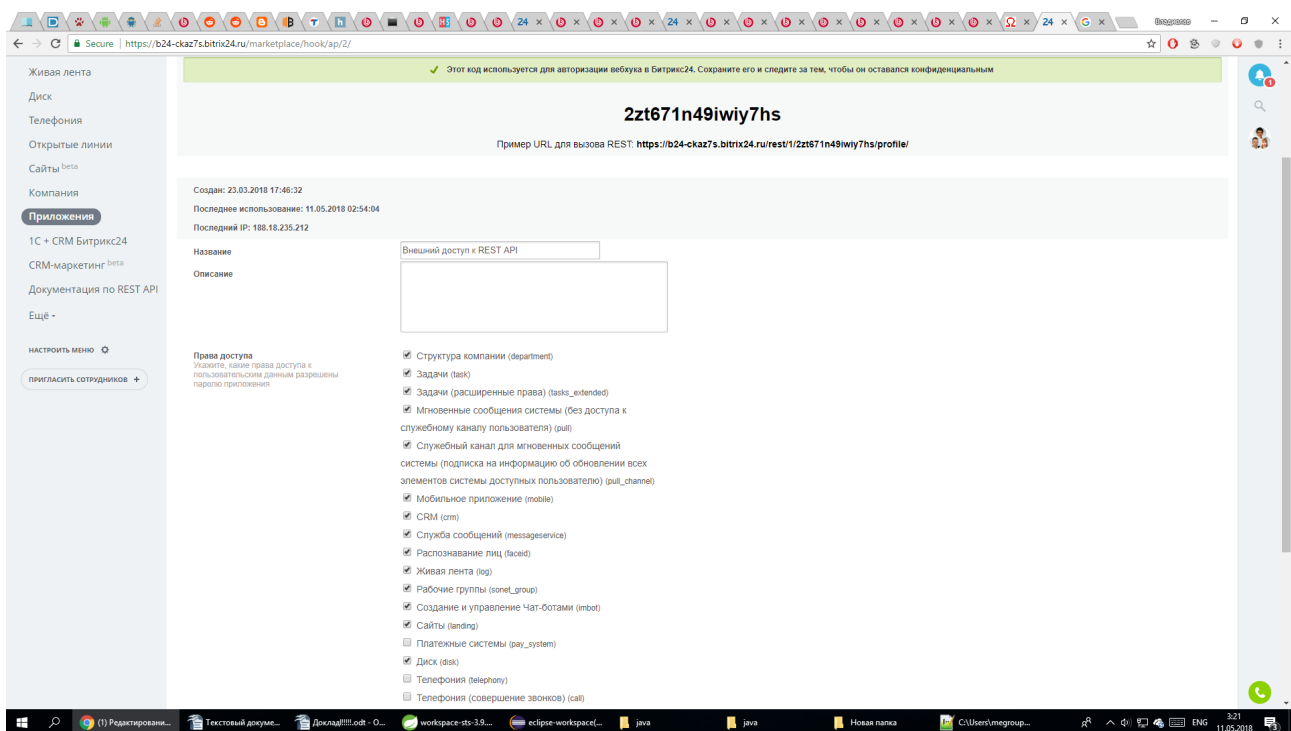 24
24
24
Владислав
Secure
https://b24-ckaz7s.bitrix24.ru/marketplace/hook/ap/2/
Живая лента
Диск
Телефония
Открытые линии
Сайты beta
Компания
Приложения
1С + CRM Битрикс24
CRM-маркетинг beta
Документация по REST API
Ещё
НАСТРОИТЬ МЕНЮ
ПРИГЛАСИТЬ СОТРУДНИКОВ +
Этот код используется для авторизации вебхука в Битрикс24. Сохраните его и следите за тем, чтобы он оставался конфиденциальным
2zt671n49iwiy7hs
Пример URL для вызова REST: https://b24-ckaz7s.bitrix24.ru/rest/1/2zt671n49iwiy7hs/profile/
Создан: 23.03.2018 17:46:32
Последнее использование: 11.05.2018 02:54:04
Последний IP: 188.18.235.212
Название
Внешний доступ к REST API
Описание
Права доступа
Укажите, какие права доступа к
пользовательским данным разрешены
паролю приложения
Структура компании (department)
Задачи (task)
Задачи (расширенные права) (tasks_extended)
Мгновенные сообщения системы (без доступа к
служебному каналу пользователя) (pull)
Служебный канал для мгновенных сообщений
системы (подписка на информацию об обновлении всех
элементов системы доступных пользователю) (pull_channel)
Мобильное приложение (mobile)
CRM (crm)
Служба сообщений (messageservice)
Распознавание лиц (faceid)
Живая лента (log)
Рабочие группы (sonet_group)
Создание и управление Чат-ботами (imbot)
Сайты (landing)
Платежные системы (pay_system)
Диск (disk)
Телефония (telephony)
Телефония (совершение звонков) (call)
(1) Редактировани...
Текстовый докуме...
Доклад!!!!!.odt - O...
workspace-sts-3.9....
eclipse-workspace(...
java
java
Новая папка
C:\Users\megroup...
ENG
3:21
11.05.2018